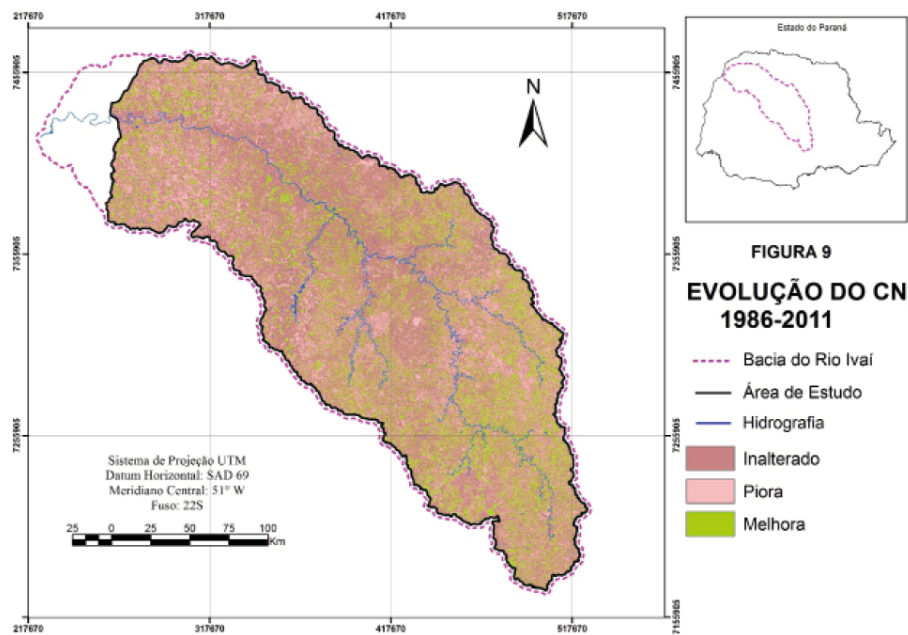 217670 317670 417670 517670
Estado do Paraná
7455905 7455905
N
7355905 7355905
FIGURA 9
EVOLUÇÃO DO CN
1986-2011
Bacia do Rio Ivaí
Área de Estudo
Hidrografia
Inalterado
Piora
Melhora
7255905 7255905
Sistema de Projeção UTM
Datum Horizontal: SAD 69
Meridiano Central: 51° W
Fuso: 22S
25 0 25 50 75 100
Km
7155905
217670 317670 417670 517670